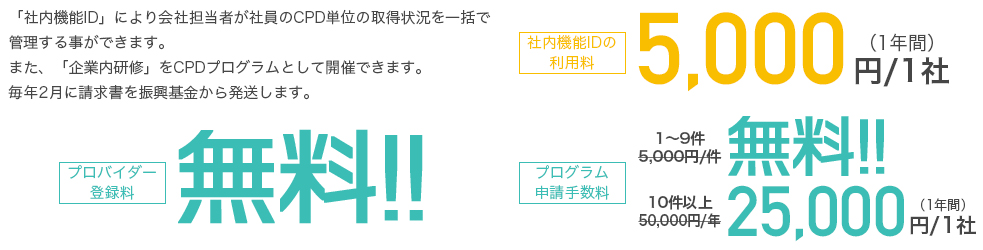 「社内機能ID」により会社担当者が社員のCPD単位の取得状況を一括で
管理する事ができます。
また、「企業内研修」をCPDプログラムとして開催できます。
毎年2月に請求書を振興基金から発送します。
社内機能IDの
利用料
5,000
（1年間）
円/1社
プロバイダー
登録料
無料!!
プログラム
申請手数料
1～9件
5,000円/件
無料!!
10件以上
50,000円/年
25,000
（1年間）
円/1社